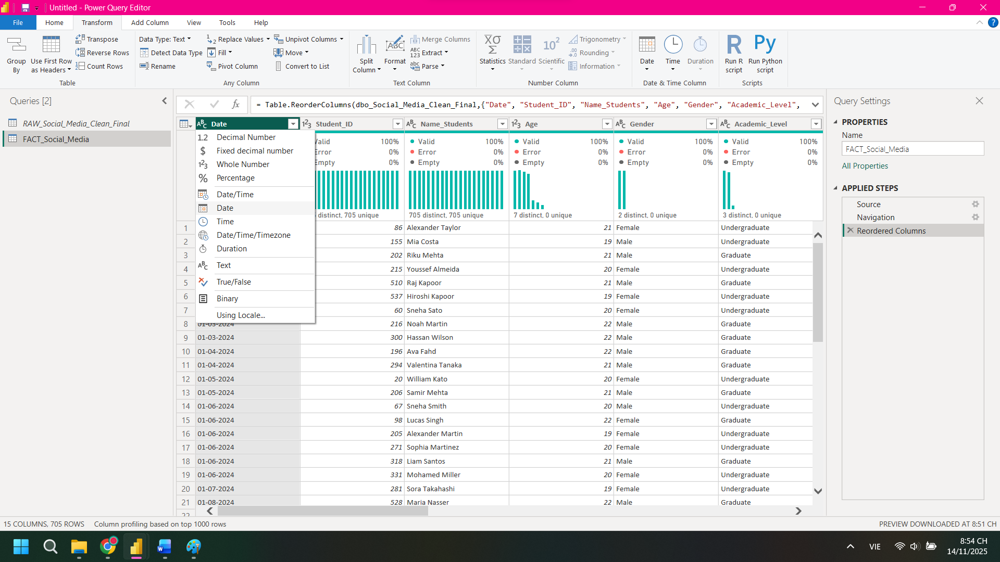 Untitled - Power Query Editor
File Home Transform Add Column View Tools Help
Group By
Use First Row as Headers
Transpose
Reverse Rows
Count Rows
Table
Data Type: Text
Detect Data Type
Rename
Replace Values
Fill
Pivot Column
Unpivot Columns
Move
Convert to List
Any Column
Split Column
Format
Merge Columns
Extract
Parse
Text Column
Statistics
Standard
Scientific
Trigonometry
Rounding
Information
Number Column
Date
Time
Duration
Date & Time Column
Run R script
Run Python script
Scripts
Queries [2]
RAW_Social_Media_Clean_Final
FACT_Social_Media
= Table.ReorderColumns(dbo_Social_Media_Clean_Final,{"Date", "Student_ID", "Name_Students", "Age", "Gender", "Academic_Level",
Date Student_ID Name_Students Age Gender Academic_Level
1.2 Decimal Number
$ Fixed decimal number
123 Whole Number
% Percentage
Date/Time
Date
Time
Date/Time/Timezone
Duration
ABC Text
True/False
Binary
Using Locale...
Valid 100% Valid 100% Valid 100% Valid 100% Valid 100%
Error 0% Error 0% Error 0% Error 0% Error 0%
Empty 0% Empty 0% Empty 0% Empty 0% Empty 0%
distinct, 705 unique 705 distinct, 705 unique 7 distinct, 0 unique 2 distinct, 0 unique 3 distinct, 0 unique
1 86 Alexander Taylor 21 Female Undergraduate
2 155 Mia Costa 19 Male Undergraduate
3 202 Riku Mehta 21 Male Graduate
4 215 Youssef Almeida 20 Female Undergraduate
5 510 Raj Kapoor 21 Male Graduate
6 537 Hiroshi Kapoor 19 Female Undergraduate
7 60 Sneha Sato 20 Female Undergraduate
8 01-03-2024 216 Noah Martin 22 Male Graduate
9 01-03-2024 300 Hassan Wilson 22 Male Graduate
10 01-04-2024 196 Ava Fahd 22 Male Graduate
11 01-04-2024 294 Valentina Tanaka 21 Male Graduate
12 01-05-2024 20 William Kato 20 Female Undergraduate
13 01-05-2024 206 Samir Mehta 21 Male Graduate
14 01-06-2024 67 Sneha Smith 20 Male Undergraduate
15 01-06-2024 98 Lucas Singh 22 Female Graduate
16 01-06-2024 205 Alexander Martin 19 Female Undergraduate
17 01-06-2024 271 Sophia Martinez 20 Female Undergraduate
18 01-06-2024 318 Liam Santos 21 Male Graduate
19 01-06-2024 331 Mohamed Miller 20 Female Undergraduate
20 01-07-2024 281 Sora Takahashi 19 Female Undergraduate
21 01-08-2024 528 Maria Nasser 22 Male Graduate
22
Query Settings
PROPERTIES
Name
FACT_Social_Media
All Properties
APPLIED STEPS
Source
Navigation
Reordered Columns
15 COLUMNS, 705 ROWS Column profiling based on top 1000 rows
PREVIEW DOWNLOADED AT 8:51 CH
VIE
8:54 CH
14/11/2025